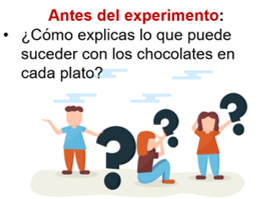 Antes del experimento:
• ¿Cómo explicas lo que puede
suceder con los chocolates en
cada plato?
? ? ?